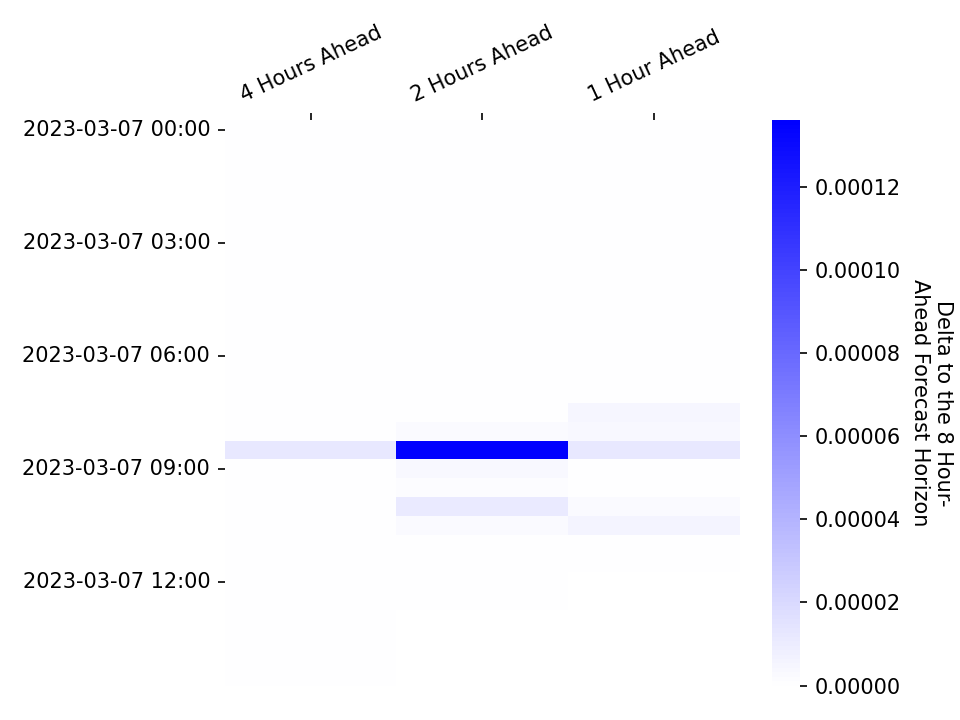 4 Hours Ahead
2 Hours Ahead
1 Hour Ahead
2023-03-07 00:00
2023-03-07 03:00
2023-03-07 06:00
2023-03-07 09:00
2023-03-07 12:00
0.00012
0.00010
0.00008
0.00006
0.00004
0.00002
0.00000
Delta to the 8 Hour-
Ahead Forecast Horizon